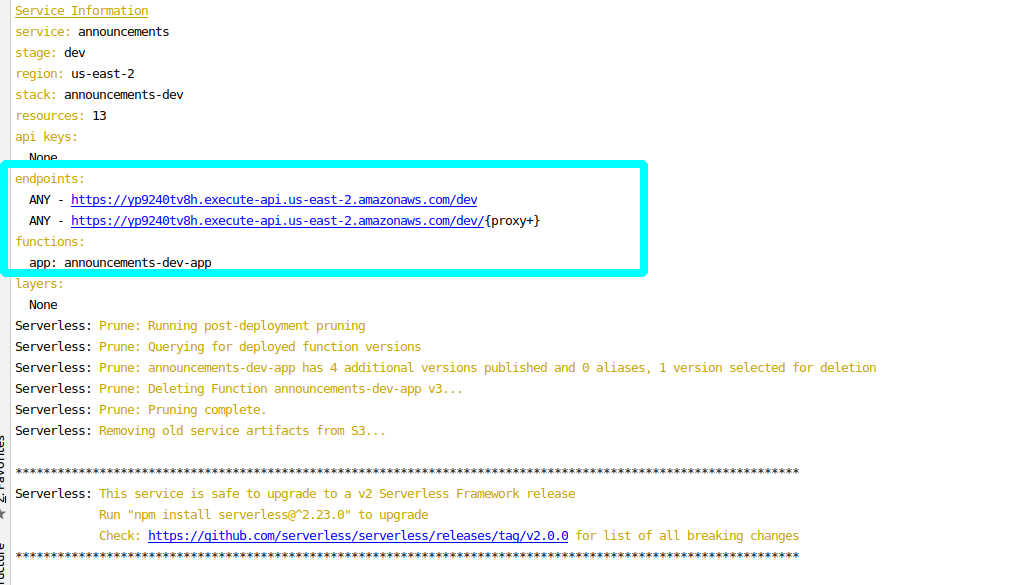 Service Information
service: announcements
stage: dev
region: us-east-2
stack: announcements-dev
resources: 13
api keys:
  None
endpoints:
  ANY - https://yp9240tv8h.execute-api.us-east-2.amazonaws.com/dev
  ANY - https://yp9240tv8h.execute-api.us-east-2.amazonaws.com/dev/{proxy+}
functions:
  app: announcements-dev-app
layers:
  None
Serverless: Prune: Running post-deployment pruning
Serverless: Prune: Querying for deployed function versions
Serverless: Prune: announcements-dev-app has 4 additional versions published and 0 aliases, 1 version selected for deletion
Serverless: Prune: Deleting Function announcements-dev-app v3...
Serverless: Prune: Pruning complete.
Serverless: Removing old service artifacts from S3...
****************************************************************************************************************
Serverless: This service is safe to upgrade to a v2 Serverless Framework release
            Run "npm install serverless@^2.23.0" to upgrade
            Check: https://github.com/serverless/serverless/releases/tag/v2.0.0 for list of all breaking changes
****************************************************************************************************************